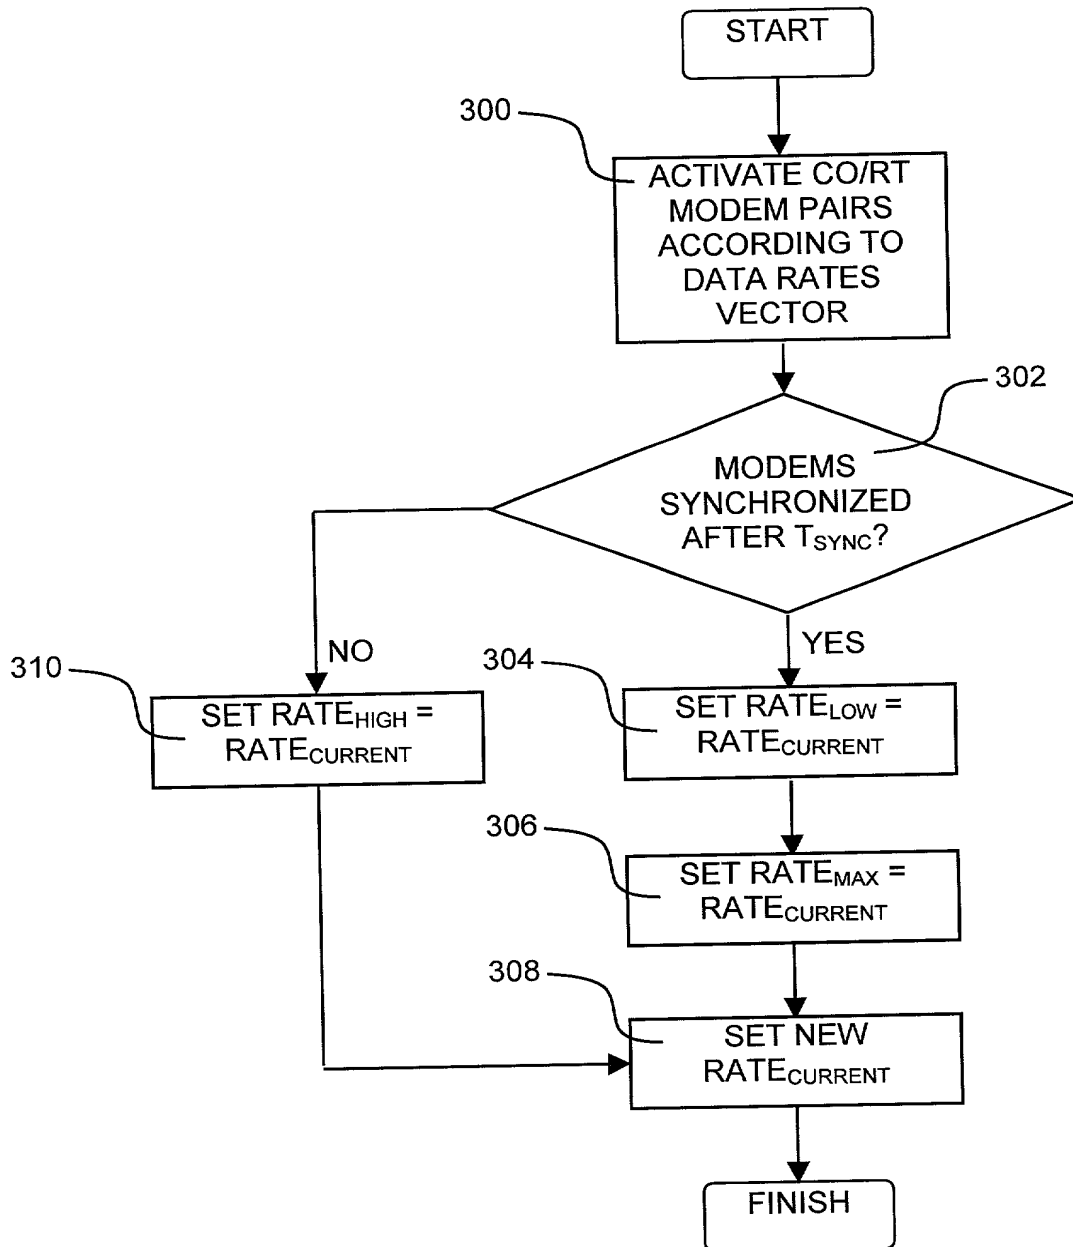 START
300
ACTIVATE CO/RT
MODEM PAIRS
ACCORDING TO
DATA RATES
VECTOR
302
MODEMS
SYNCHRONIZED
AFTER TSYNC?
NO
YES
310
SET RATEHIGH =
RATECURRENT
304
SET RATELOW =
RATECURRENT
306
SET RATEMAX =
RATECURRENT
308
SET NEW
RATECURRENT
FINISH